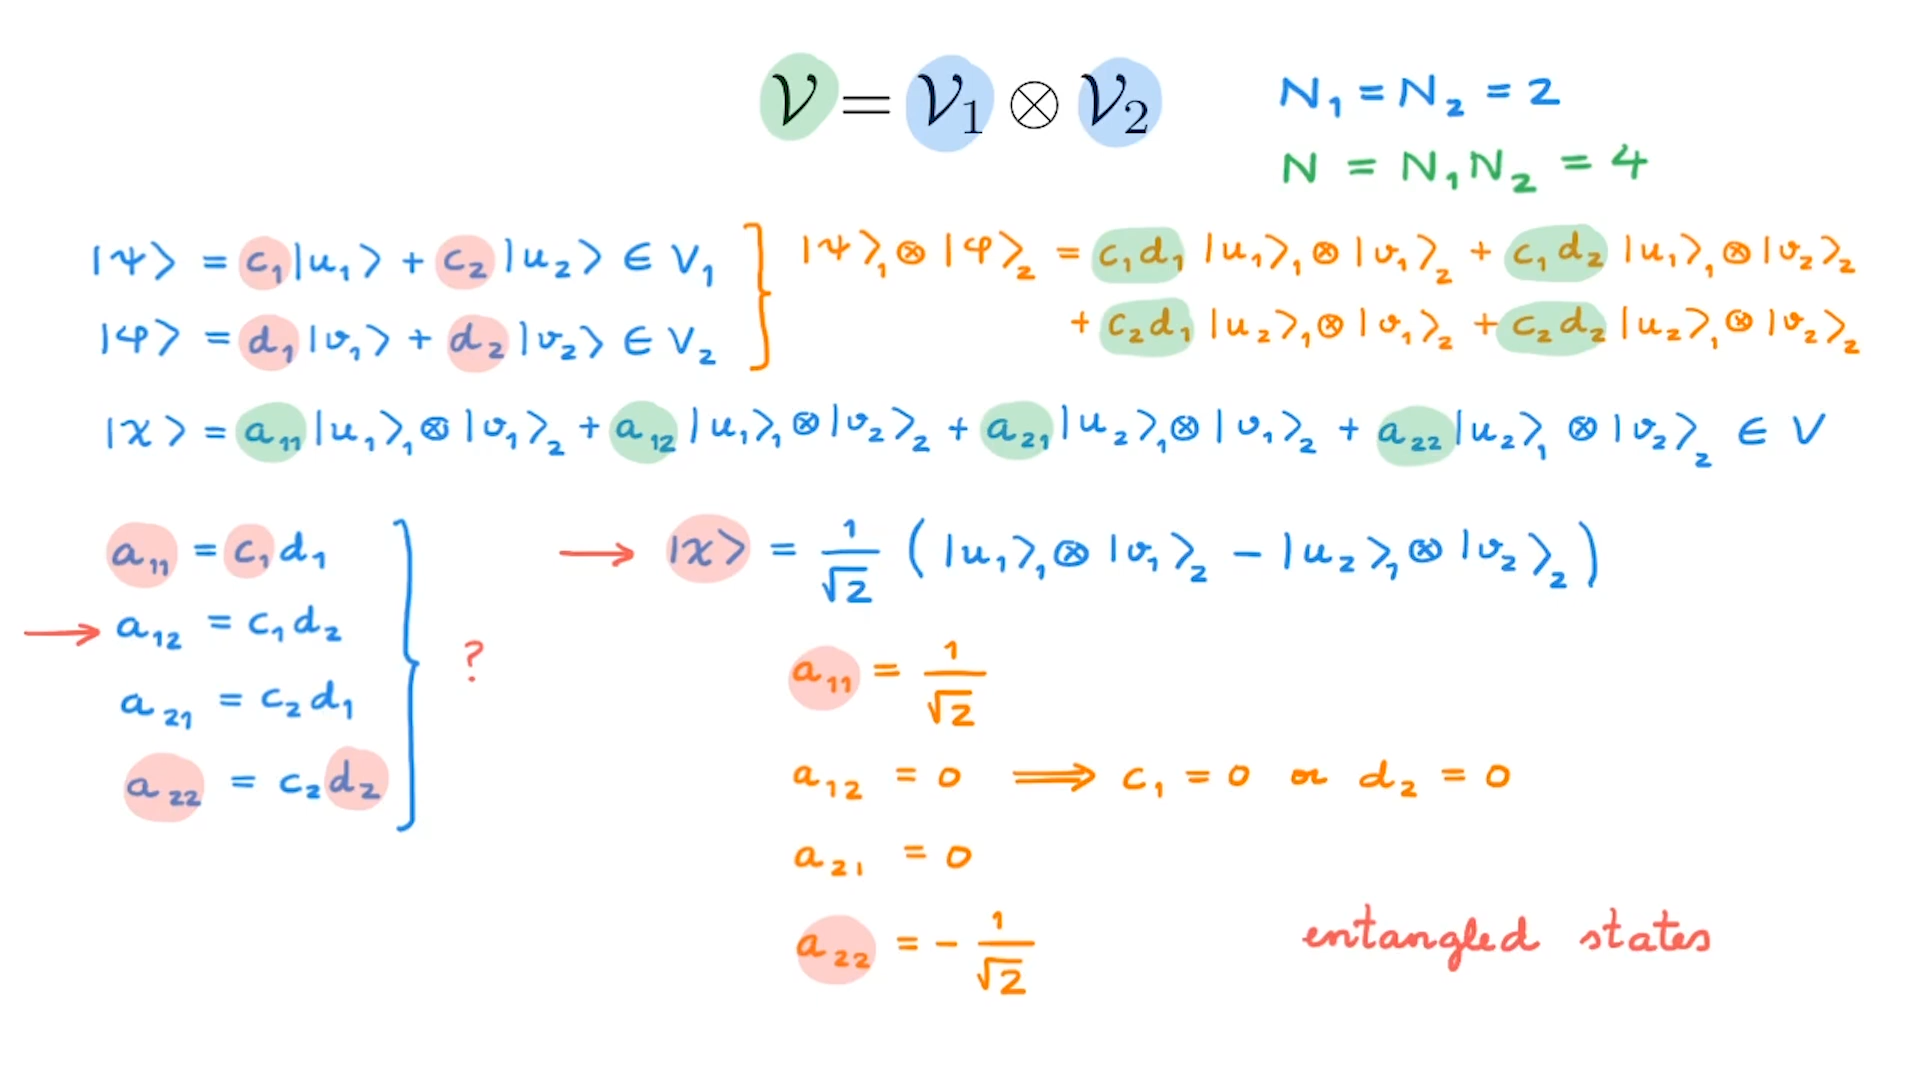 𝒱 = 𝒱₁ ⊗ 𝒱₂
N₁ = N₂ = 2
N = N₁N₂ = 4
|ψ⟩ = c₁|u₁⟩ + c₂|u₂⟩ ∈ V₁
|φ⟩ = d₁|v₁⟩ + d₂|v₂⟩ ∈ V₂
|ψ⟩₁ ⊗ |φ⟩₂ = c₁d₁ |u₁⟩₁ ⊗ |v₁⟩₂ + c₁d₂ |u₁⟩₁ ⊗ |v₂⟩₂
+ c₂d₁ |u₂⟩₁ ⊗ |v₁⟩₂ + c₂d₂ |u₂⟩₁ ⊗ |v₂⟩₂
|χ⟩ = a₁₁|u₁⟩₁ ⊗ |v₁⟩₂ + a₁₂|u₁⟩₁ ⊗ |v₂⟩₂ + a₂₁|u₂⟩₁ ⊗ |v₁⟩₂ + a₂₂|u₂⟩₁ ⊗ |v₂⟩₂ ∈ V
a₁₁ = c₁d₁
→ a₁₂ = c₁d₂
a₂₁ = c₂d₁
a₂₂ = c₂d₂
?
→ |χ⟩ = 1/√2 ( |u₁⟩₁ ⊗ |v₁⟩₂ − |u₂⟩₁ ⊗ |v₂⟩₂ )
a₁₁ = 1/√2
a₁₂ = 0 ⟹ c₁ = 0 or d₂ = 0
a₂₁ = 0
a₂₂ = − 1/√2
entangled states